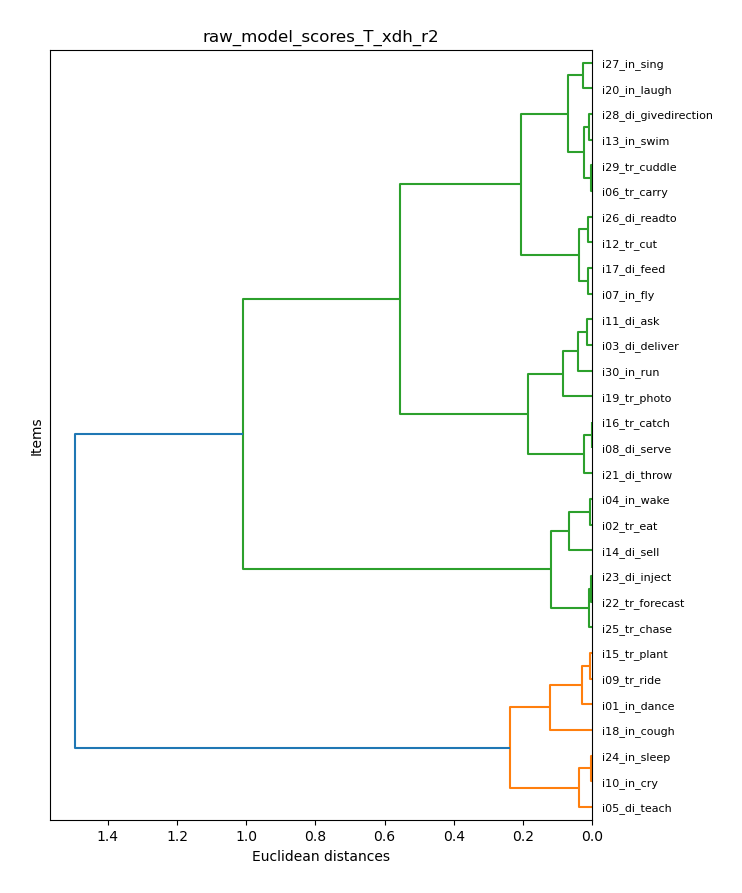 raw_model_scores_T_xdh_r2
i27_in_sing
i20_in_laugh
i28_di_givedirection
i13_in_swim
i29_tr_cuddle
i06_tr_carry
i26_di_readto
i12_tr_cut
i17_di_feed
i07_in_fly
i11_di_ask
i03_di_deliver
i30_in_run
i19_tr_photo
i16_tr_catch
i08_di_serve
i21_di_throw
i04_in_wake
i02_tr_eat
i14_di_sell
i23_di_inject
i22_tr_forecast
i25_tr_chase
i15_tr_plant
i09_tr_ride
i01_in_dance
i18_in_cough
i24_in_sleep
i10_in_cry
i05_di_teach
Items
1.4 1.2 1.0 0.8 0.6 0.4 0.2 0.0
Euclidean distances